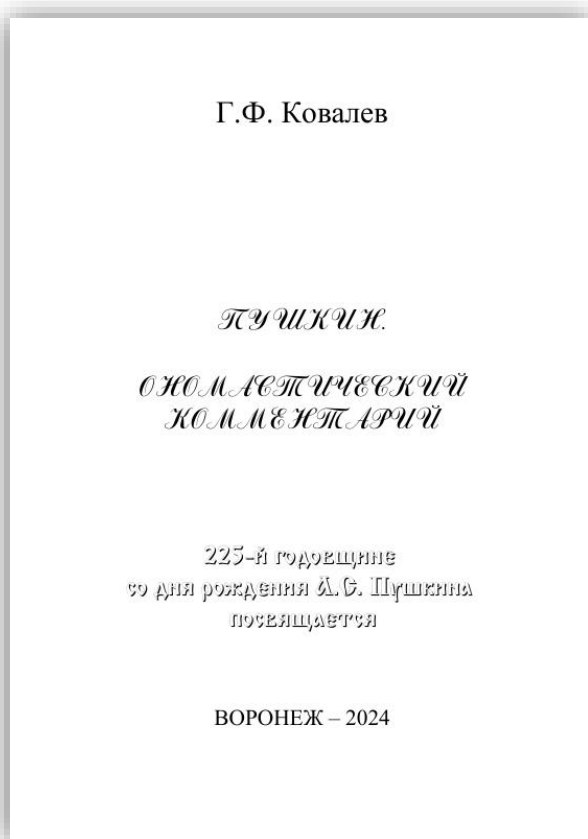 Г.Ф. Ковалев
ПУШКИН.
ОНОМАСТИЧЕСКИЙ
КОММЕНТАРИЙ
225-й годовщине
со дня рождения А.С. Пушкина
посвящается
ВОРОНЕЖ – 2024